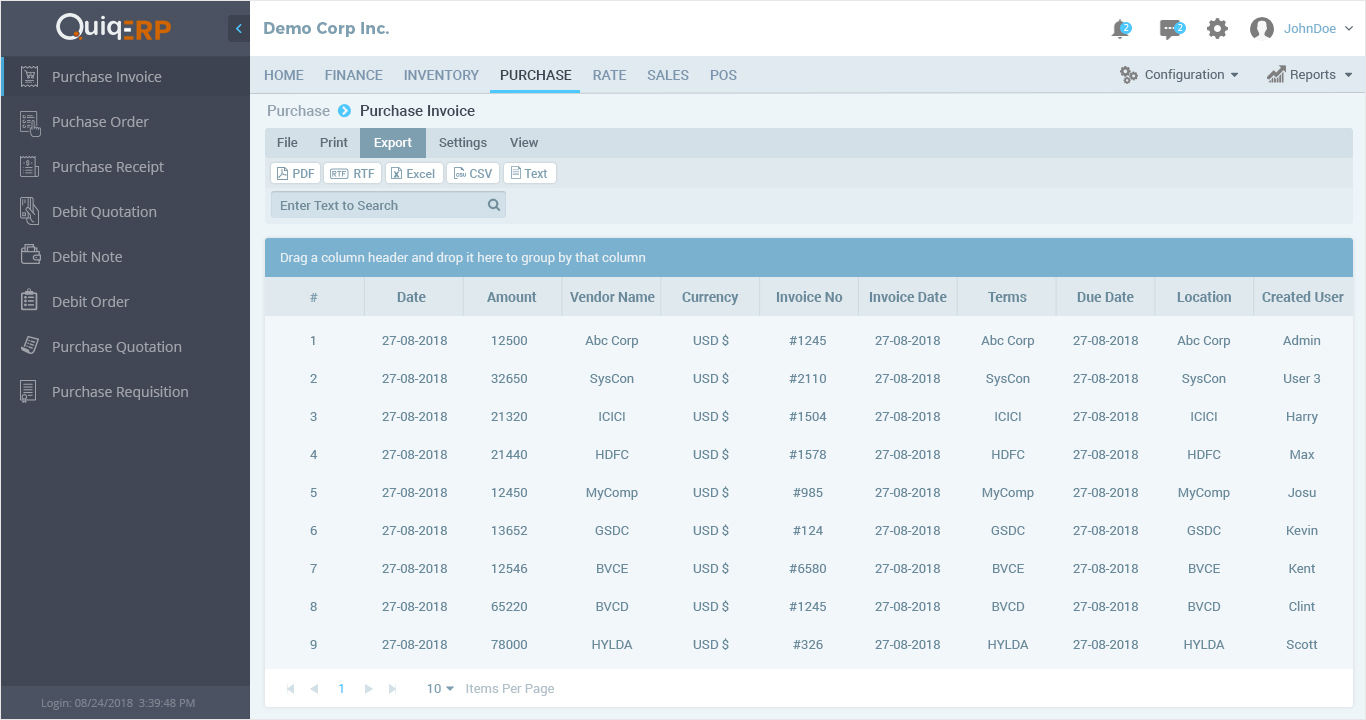 QuiqERP
Demo Corp Inc.
2
2
JohnDoe
HOME FINANCE INVENTORY PURCHASE RATE SALES POS
Configuration Reports
Purchase Invoice
Puchase Order
Purchase Receipt
Debit Quotation
Debit Note
Debit Order
Purchase Quotation
Purchase Requisition
Login: 08/24/2018 3:39:48 PM
Purchase Purchase Invoice
File Print Export Settings View
PDF RTF RTF Excel CSV CSV Text
Enter Text to Search
Drag a column header and drop it here to group by that column
# Date Amount Vendor Name Currency Invoice No Invoice Date Terms Due Date Location Created User
1 27-08-2018 12500 Abc Corp USD $ #1245 27-08-2018 Abc Corp 27-08-2018 Abc Corp Admin
2 27-08-2018 32650 SysCon USD $ #2110 27-08-2018 SysCon 27-08-2018 SysCon User 3
3 27-08-2018 21320 ICICI USD $ #1504 27-08-2018 ICICI 27-08-2018 ICICI Harry
4 27-08-2018 21440 HDFC USD $ #1578 27-08-2018 HDFC 27-08-2018 HDFC Max
5 27-08-2018 12450 MyComp USD $ #985 27-08-2018 MyComp 27-08-2018 MyComp Josu
6 27-08-2018 13652 GSDC USD $ #124 27-08-2018 GSDC 27-08-2018 GSDC Kevin
7 27-08-2018 12546 BVCE USD $ #6580 27-08-2018 BVCE 27-08-2018 BVCE Kent
8 27-08-2018 65220 BVCD USD $ #1245 27-08-2018 BVCD 27-08-2018 BVCD Clint
9 27-08-2018 78000 HYLDA USD $ #326 27-08-2018 HYLDA 27-08-2018 HYLDA Scott
1 10 Items Per Page